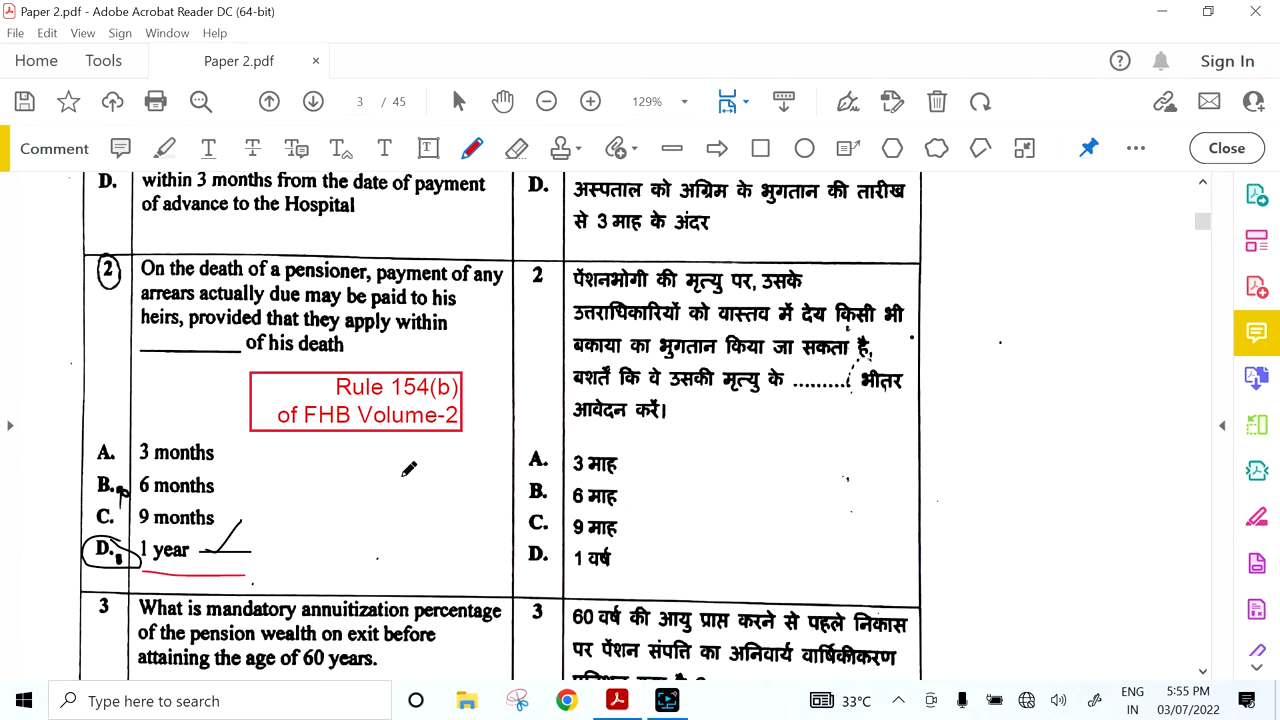 Paper 2.pdf - Adobe Acrobat Reader DC (64-bit)
File Edit View Sign Window Help
Home Tools Paper 2.pdf × Sign In
3 / 45 129%
Comment Close
D. within 3 months from the date of payment
of advance to the Hospital
D. अस्पताल को अग्रिम के भुगतान की तारीख
से 3 माह के अंदर
2 On the death of a pensioner, payment of any
arrears actually due may be paid to his
heirs, provided that they apply within
__________ of his death
Rule 154(b)
of FHB Volume-2
A. 3 months
B. 6 months
C. 9 months
D. 1 year
2 पेंशनभोगी की मृत्यु पर, उसके
उत्तराधिकारियों को वास्तव में देय किसी भी
बकाया का भुगतान किया जा सकता है,
बशर्तें कि वे उसकी मृत्यु के .......... भीतर
आवेदन करें।
A. 3 माह
B. 6 माह
C. 9 माह
D. 1 वर्ष
3 What is mandatory annuitization percentage
of the pension wealth on exit before
attaining the age of 60 years.
3 60 वर्ष की आयु प्राप्त करने से पहले निकास
पर पेंशन संपत्ति का अनिवार्य वार्षिकीकरण
Type here to search
33°C ENG
IN
5:55 PM
03/07/2022